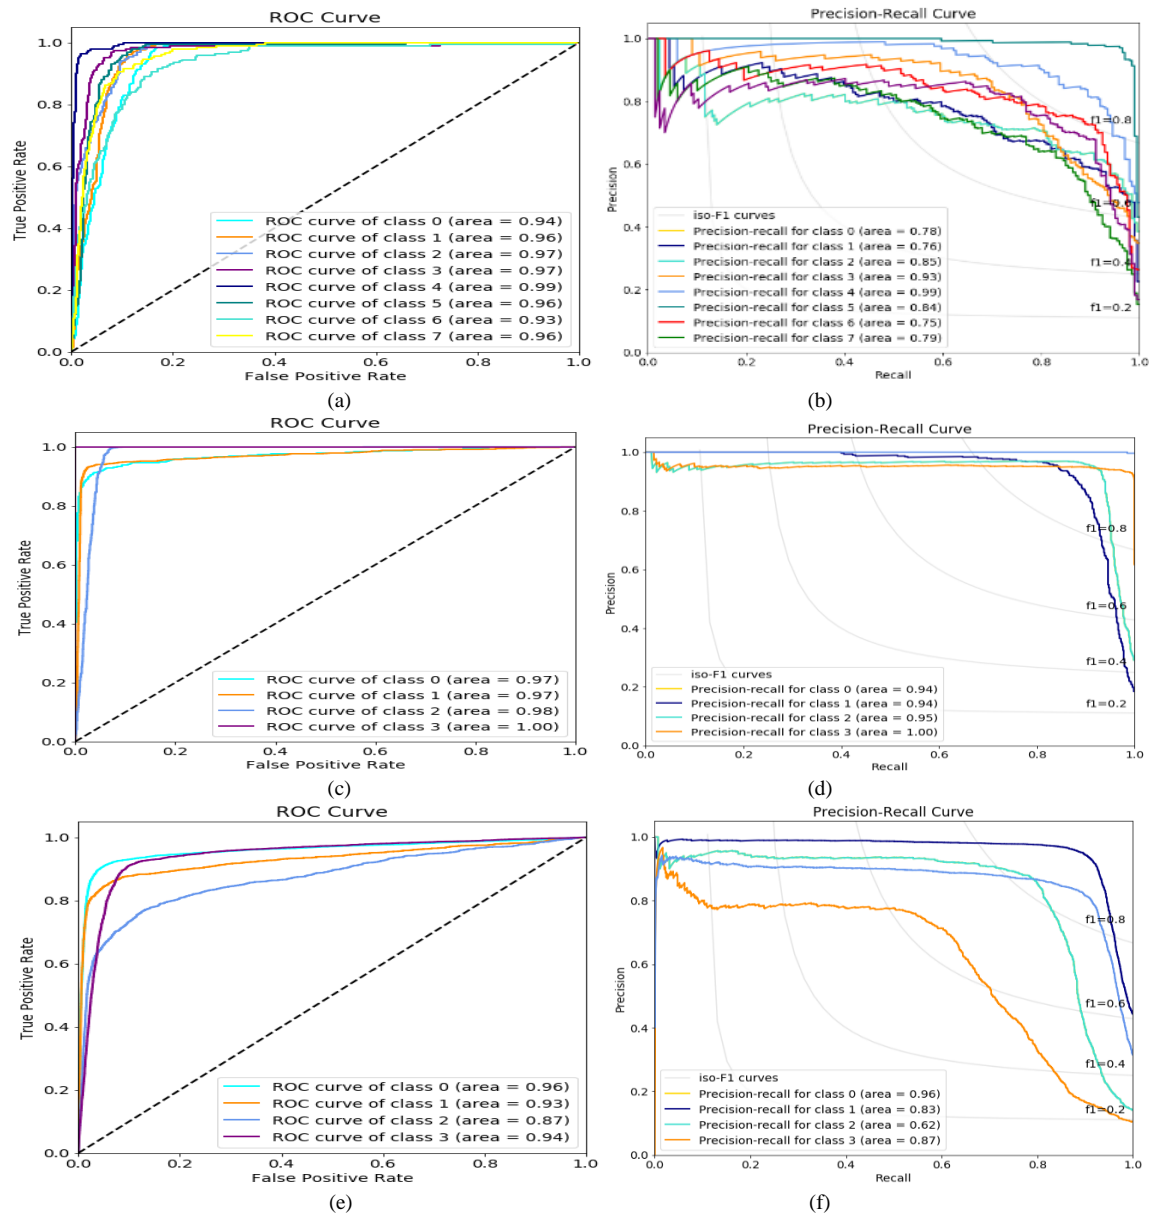 ROC Curve
1.0
0.8
0.6
0.4
0.2
0.0
True Positive Rate
ROC curve of class 0 (area = 0.94)
ROC curve of class 1 (area = 0.96)
ROC curve of class 2 (area = 0.97)
ROC curve of class 3 (area = 0.97)
ROC curve of class 4 (area = 0.99)
ROC curve of class 5 (area = 0.96)
ROC curve of class 6 (area = 0.93)
ROC curve of class 7 (area = 0.96)
0.0 0.2 0.4 0.6 0.8 1.0
False Positive Rate
(a)
Precision-Recall Curve
1.0
0.8
0.6
0.4
0.2
0.0
Precision
f1=0.8
f1=0.6
f1=0.4
f1=0.2
iso-F1 curves
Precision-recall for class 0 (area = 0.78)
Precision-recall for class 1 (area = 0.76)
Precision-recall for class 2 (area = 0.85)
Precision-recall for class 3 (area = 0.93)
Precision-recall for class 4 (area = 0.99)
Precision-recall for class 5 (area = 0.84)
Precision-recall for class 6 (area = 0.75)
Precision-recall for class 7 (area = 0.79)
0.0 0.2 0.4 0.6 0.8 1.0
Recall
(b)
ROC Curve
1.0
0.8
0.6
0.4
0.2
0.0
True Positive Rate
ROC curve of class 0 (area = 0.97)
ROC curve of class 1 (area = 0.97)
ROC curve of class 2 (area = 0.98)
ROC curve of class 3 (area = 1.00)
0.0 0.2 0.4 0.6 0.8 1.0
False Positive Rate
(c)
Precision-Recall Curve
1.0
0.8
0.6
0.4
0.2
0.0
Precision
f1=0.8
f1=0.6
f1=0.4
f1=0.2
iso-F1 curves
Precision-recall for class 0 (area = 0.94)
Precision-recall for class 1 (area = 0.94)
Precision-recall for class 2 (area = 0.95)
Precision-recall for class 3 (area = 1.00)
0.0 0.2 0.4 0.6 0.8 1.0
Recall
(d)
ROC Curve
1.0
0.8
0.6
0.4
0.2
0.0
True Positive Rate
ROC curve of class 0 (area = 0.96)
ROC curve of class 1 (area = 0.93)
ROC curve of class 2 (area = 0.87)
ROC curve of class 3 (area = 0.94)
0.0 0.2 0.4 0.6 0.8 1.0
False Positive Rate
(e)
Precision-Recall Curve
1.0
0.8
0.6
0.4
0.2
0.0
Precision
f1=0.8
f1=0.6
f1=0.4
f1=0.2
iso-F1 curves
Precision-recall for class 0 (area = 0.96)
Precision-recall for class 1 (area = 0.83)
Precision-recall for class 2 (area = 0.62)
Precision-recall for class 3 (area = 0.87)
0.0 0.2 0.4 0.6 0.8 1.0
Recall
(f)